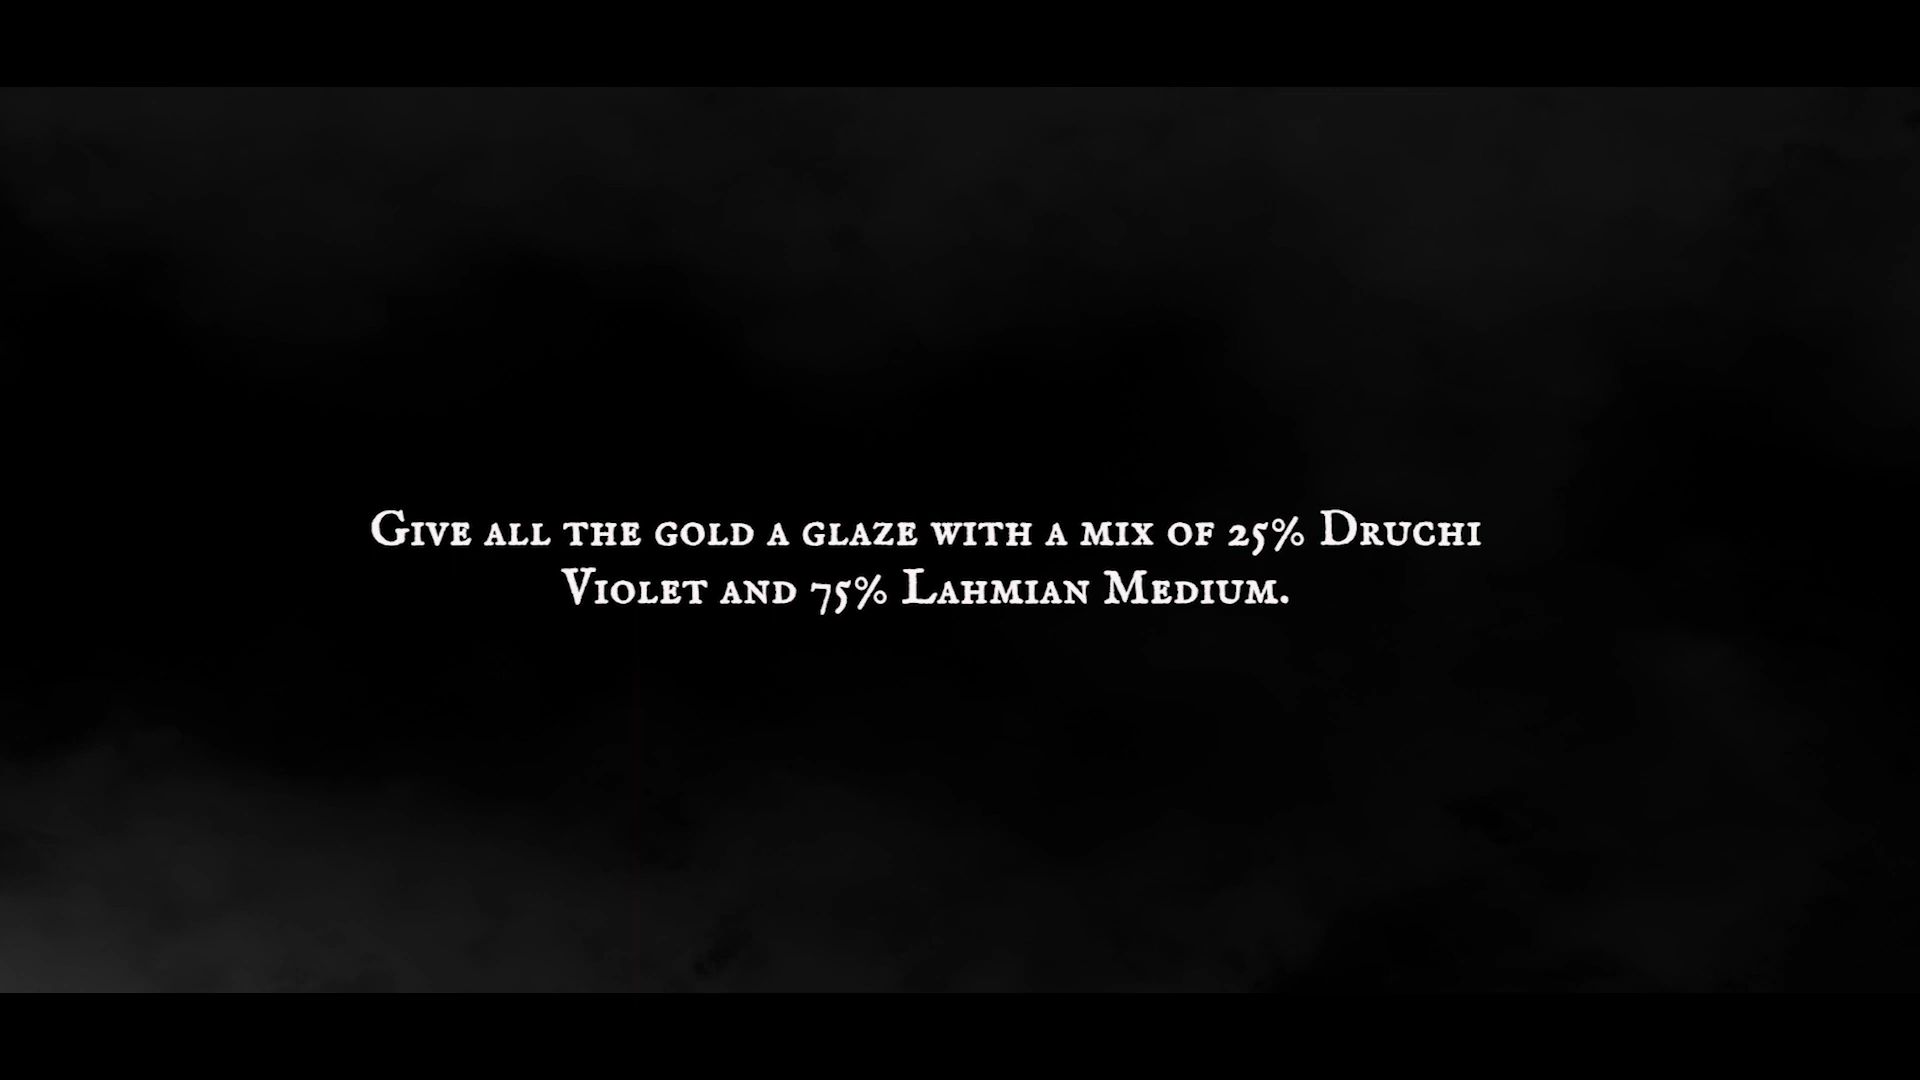 Give all the gold a glaze with a mix of 25% Druchi
Violet and 75% Lahmian Medium.